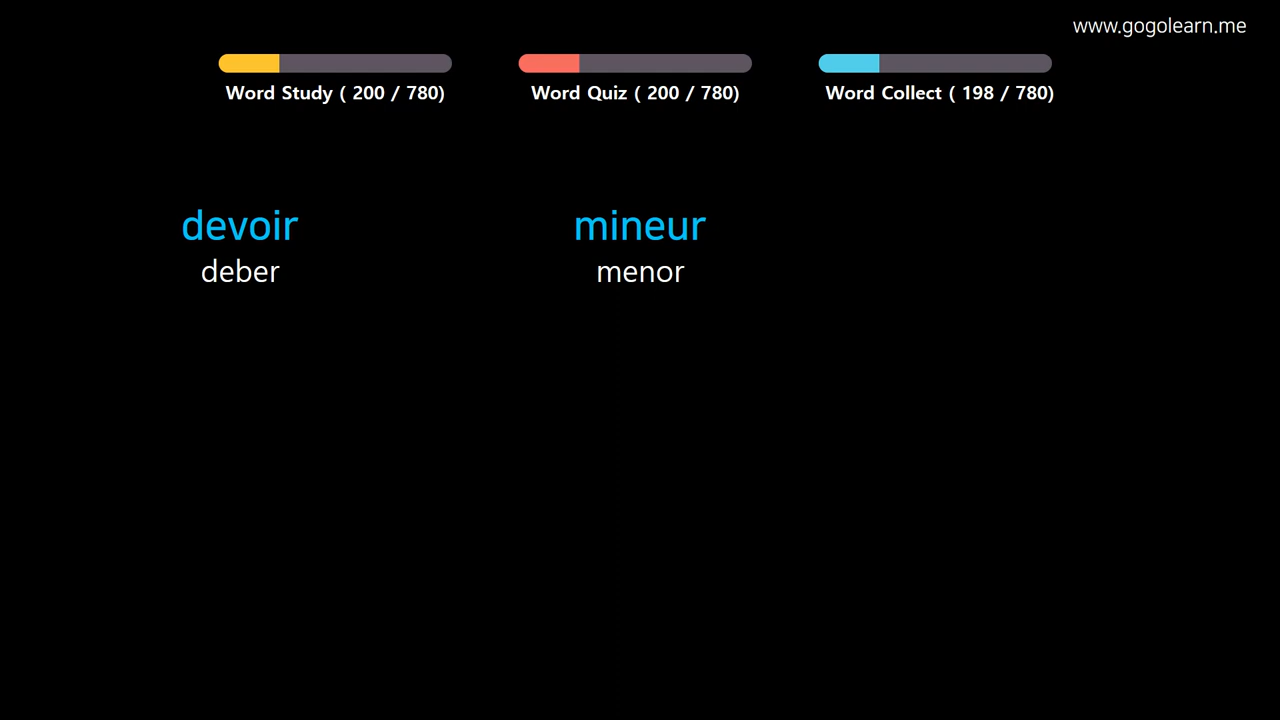 www.gogolearn.me
Word Study ( 200 / 780)
Word Quiz ( 200 / 780)
Word Collect ( 198 / 780)
devoir
deber
mineur
menor